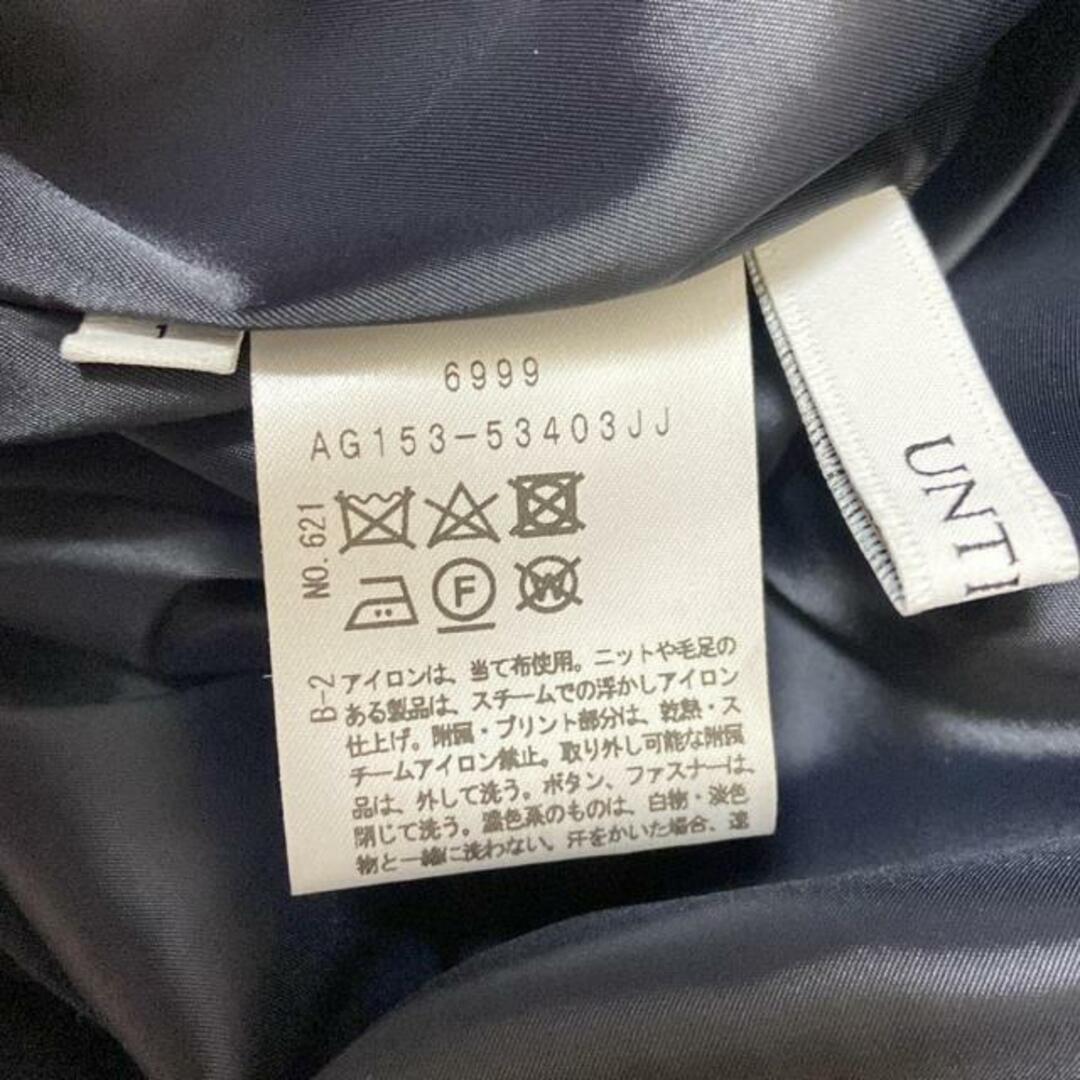 1
6999
AG153-53403JJ
NO.621
F
W
B-2
アイロンは、当て布使用。ニットや毛足の
ある製品は、スチームでの浮かしアイロン
仕上げ。附属・プリント部分は、乾熱・ス
チームアイロン禁止。取り外し可能な附属
品は、外して洗う。ボタン、ファスナーは、
閉じて洗う。濃色系のものは、白物・淡色
物と一緒に洗わない。汗をかいた場合、速
UNTI